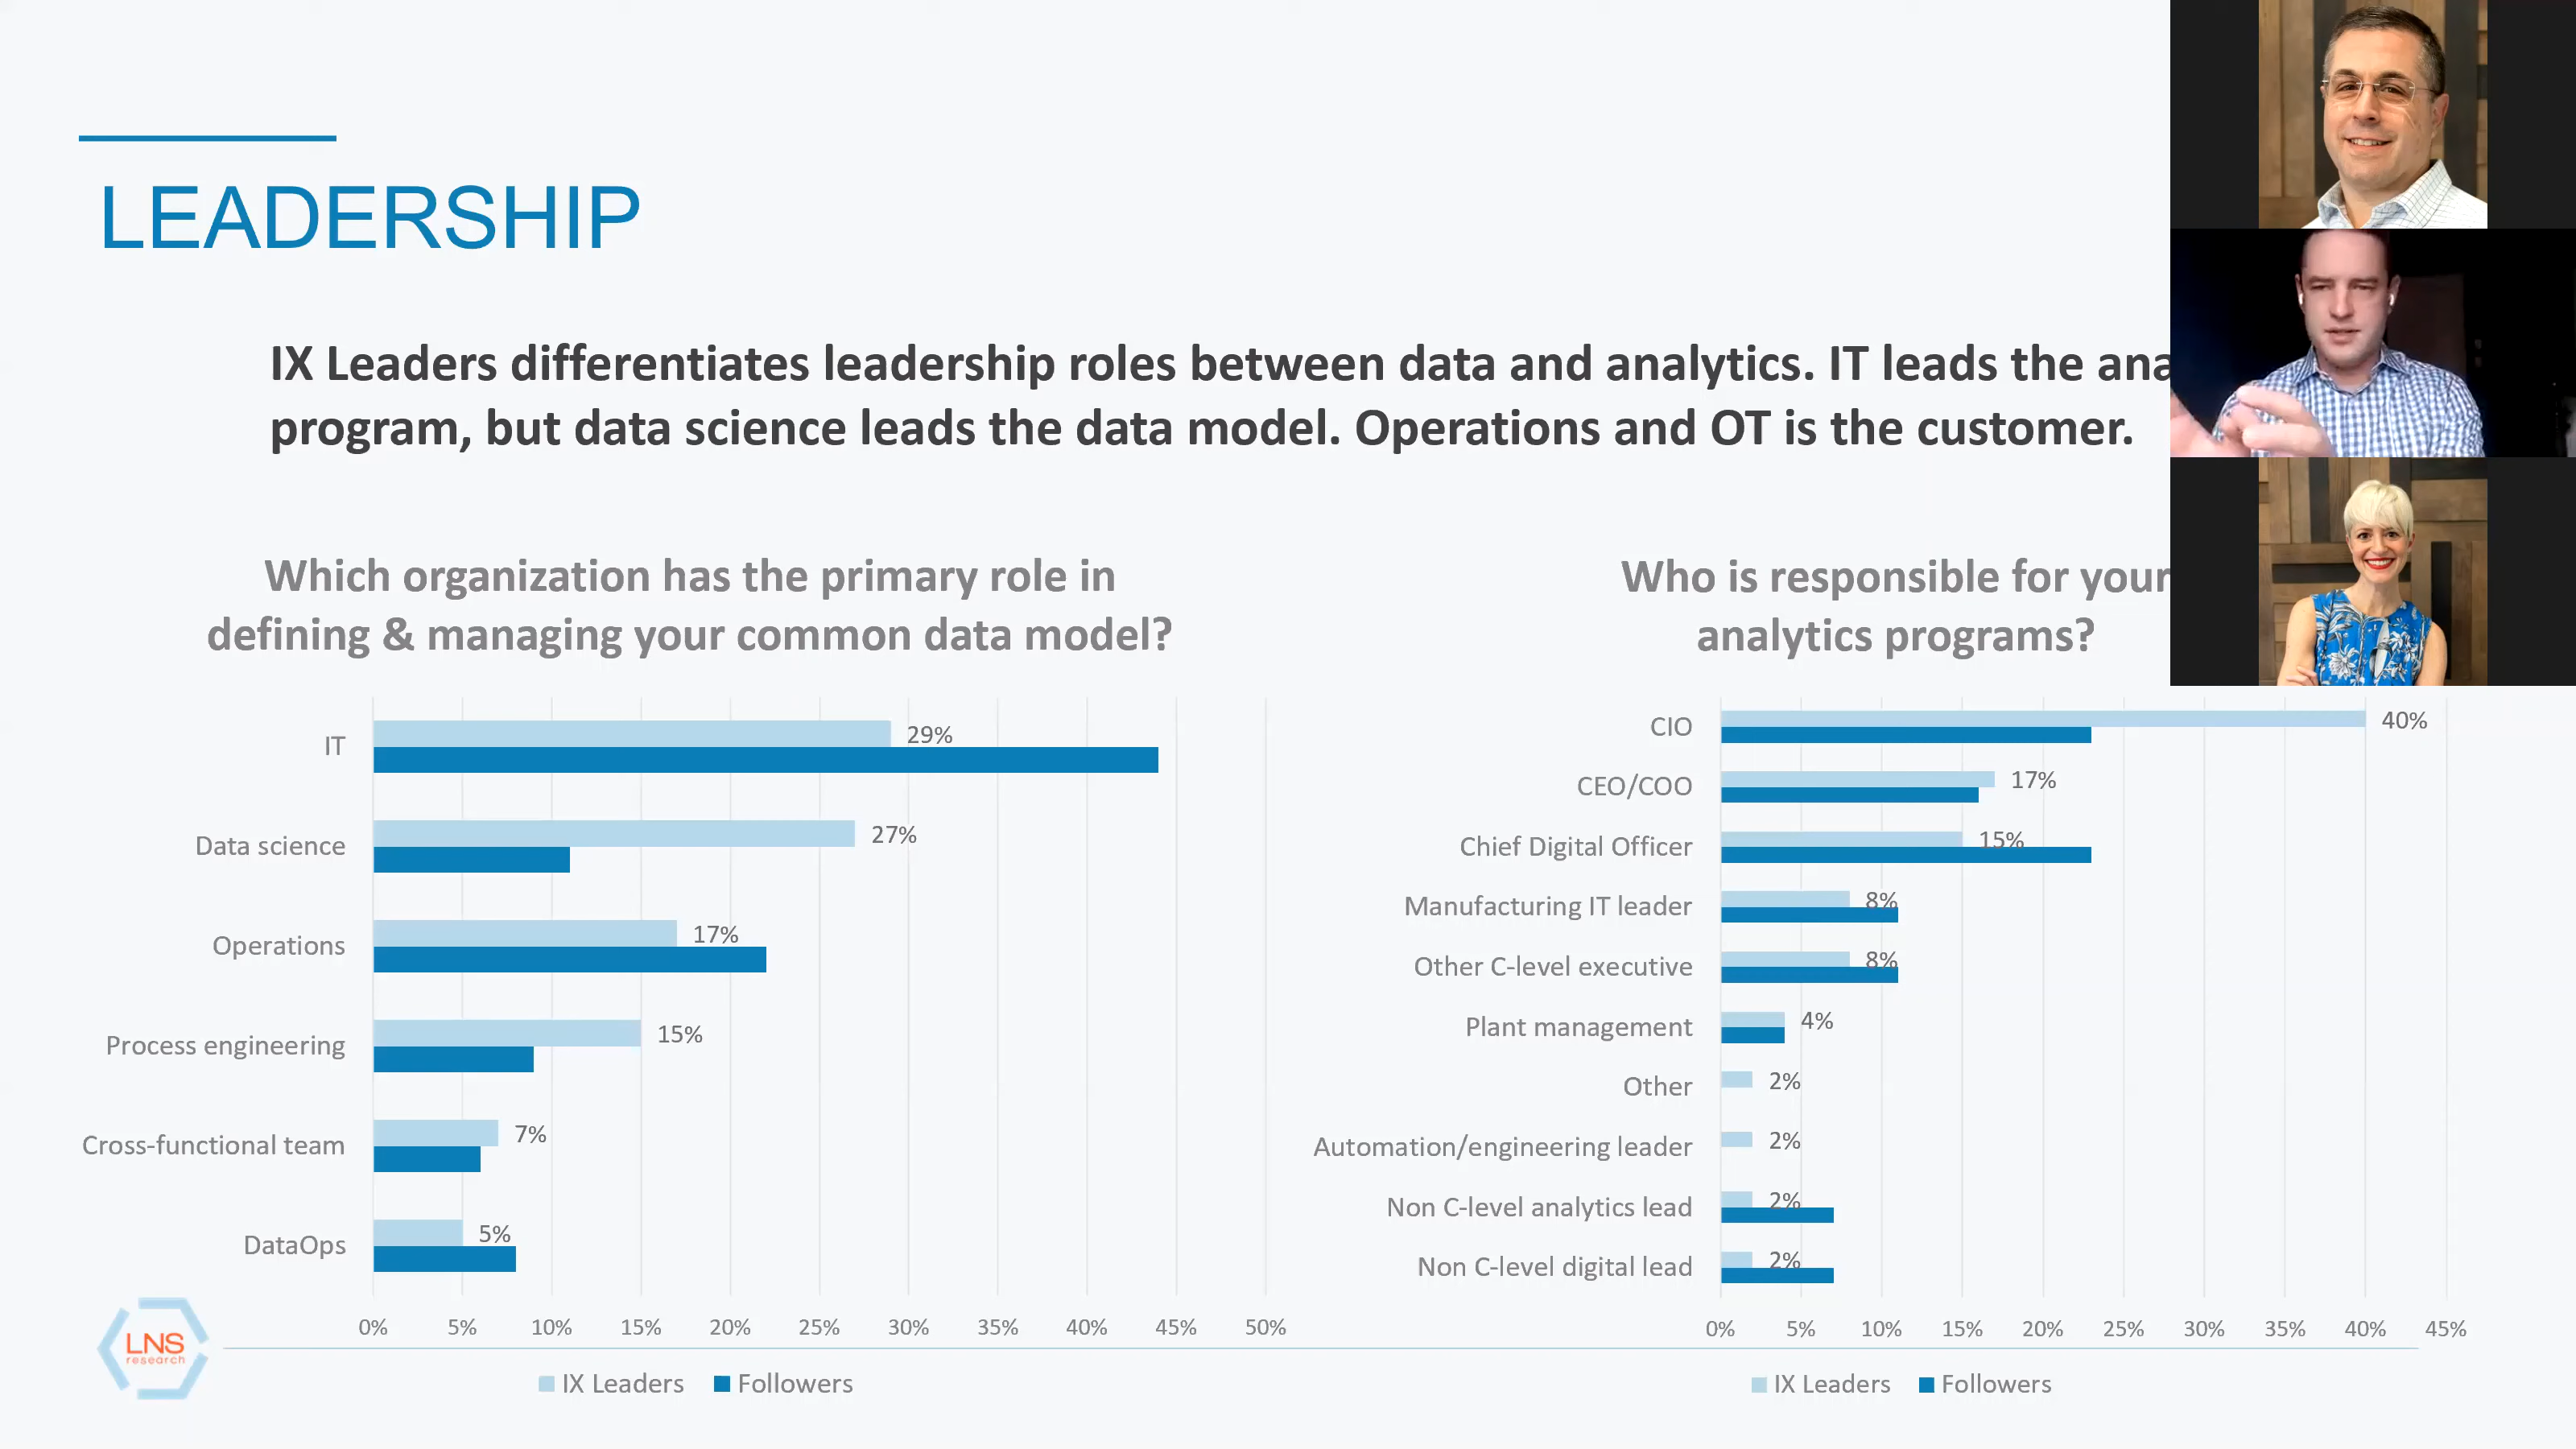 LEADERSHIP
IX Leaders differentiates leadership roles between data and analytics. IT leads the
program, but data science leads the data model. Operations and OT is the customer.
Which organization has the primary role in
defining & managing your common data model?
IT
29%
Data science
27%
Operations
17%
Process engineering
15%
Cross-functional team
7%
DataOps
5%
0% 5% 10% 15% 20% 25% 30% 35% 40% 45% 50%
IX Leaders Followers
Who is responsible for your
analytics programs?
CIO
40%
CEO/COO
17%
Chief Digital Officer
15%
Manufacturing IT leader
8%
Other C-level executive
8%
Plant management
4%
Other
2%
Automation/engineering leader
2%
Non C-level analytics lead
2%
Non C-level digital lead
2%
0% 5% 10% 15% 20% 25% 30% 35% 40% 45%
IX Leaders Followers
LNS
research